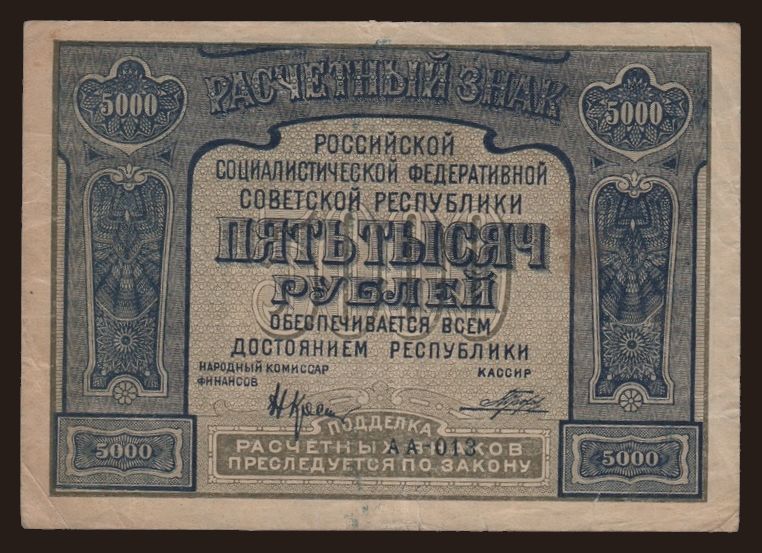 РАСЧЕТНЫЙ ЗНАК
5000 5000
РОССИЙСКОЙ
СОЦИАЛИСТИЧЕСКОЙ ФЕДЕРАТИВНОЙ
СОВЕТСКОЙ РЕСПУБЛИКИ
5000
ПЯТЬ ТЫСЯЧ
РУБЛЕЙ
ОБЕСПЕЧИВАЕТСЯ ВСЕМ
ДОСТОЯНИЕМ РЕСПУБЛИКИ
НАРОДНЫЙ КОМИССАР
ФИНАНСОВ
КАССИР
ПОДДЕЛКА
РАСЧЕТНЫХ ЗНАКОВ
АА-013
ПРЕСЛЕДУЕТСЯ ПО ЗАКОНУ
5000 5000